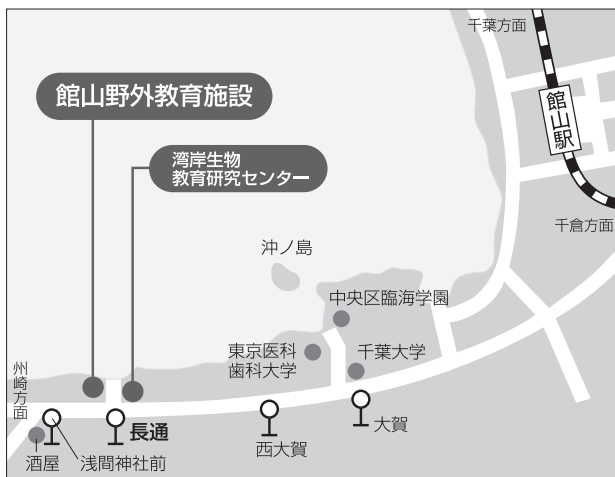 千葉方面
館山野外教育施設
館山駅
湾岸生物
教育研究センター
千倉方面
沖ノ島
中央区臨海学園
東京医科
歯科大学
千葉大学
州崎方面
長通
大賀
西大賀
酒屋
浅間神社前